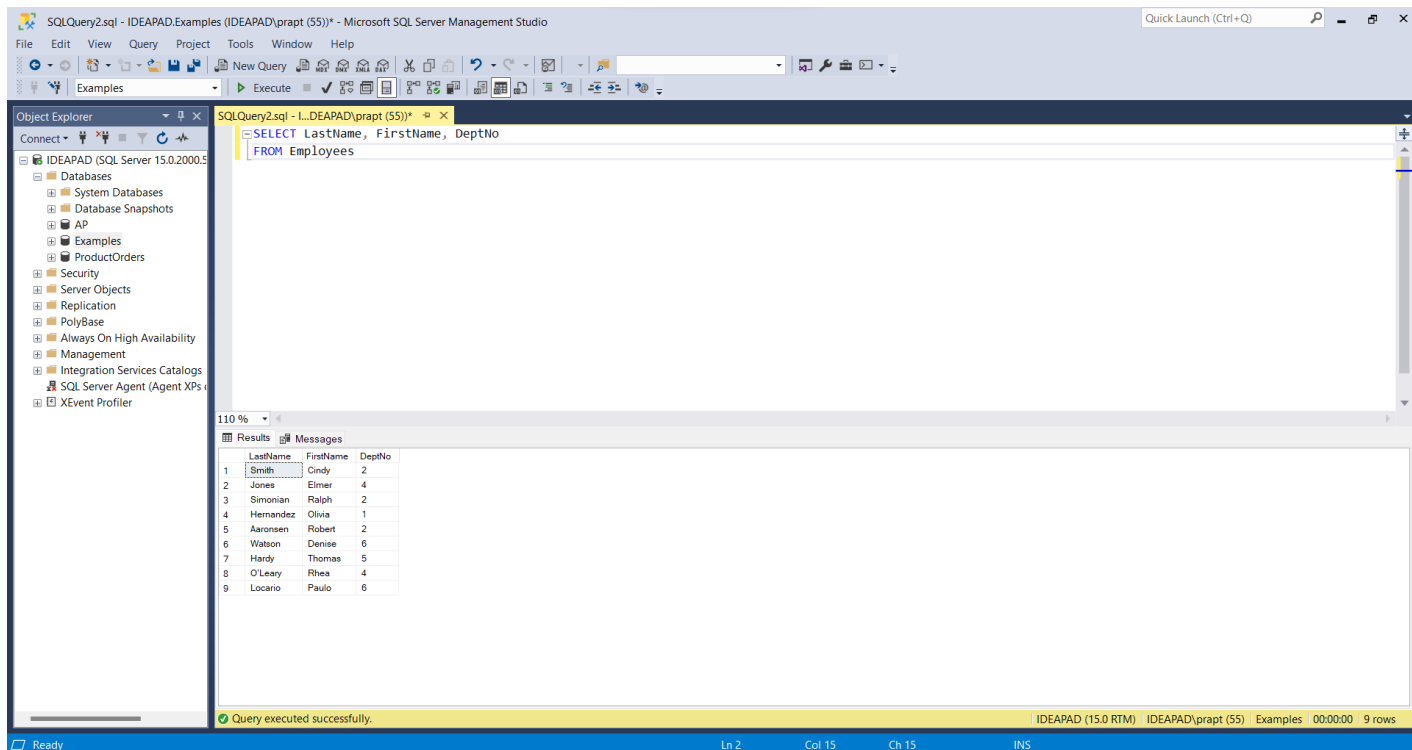 SQLQuery2.sql - IDEAPAD.Examples (IDEAPAD\prapt (55))* - Microsoft SQL Server Management Studio
Quick Launch (Ctrl+Q)
File Edit View Query Project Tools Window Help
New Query MDX DMX XMLA DAX
Examples Execute
Object Explorer
SQLQuery2.sql - I...DEAPAD\prapt (55))*
Connect
SELECT LastName, FirstName, DeptNo
FROM Employees
IDEAPAD (SQL Server 15.0.2000.5
Databases
System Databases
Database Snapshots
AP
Examples
ProductOrders
Security
Server Objects
Replication
PolyBase
Always On High Availability
Management
Integration Services Catalogs
SQL Server Agent (Agent XPs
XEvent Profiler
110 %
Results Messages
LastName FirstName DeptNo
1 Smith Cindy 2
2 Jones Elmer 4
3 Simonian Ralph 2
4 Hernandez Olivia 1
5 Aaronsen Robert 2
6 Watson Denise 6
7 Hardy Thomas 5
8 O'Leary Rhea 4
9 Locario Paulo 6
Query executed successfully.
IDEAPAD (15.0 RTM) IDEAPAD\prapt (55) Examples 00:00:00 9 rows
Ready Ln 2 Col 15 Ch 15 INS